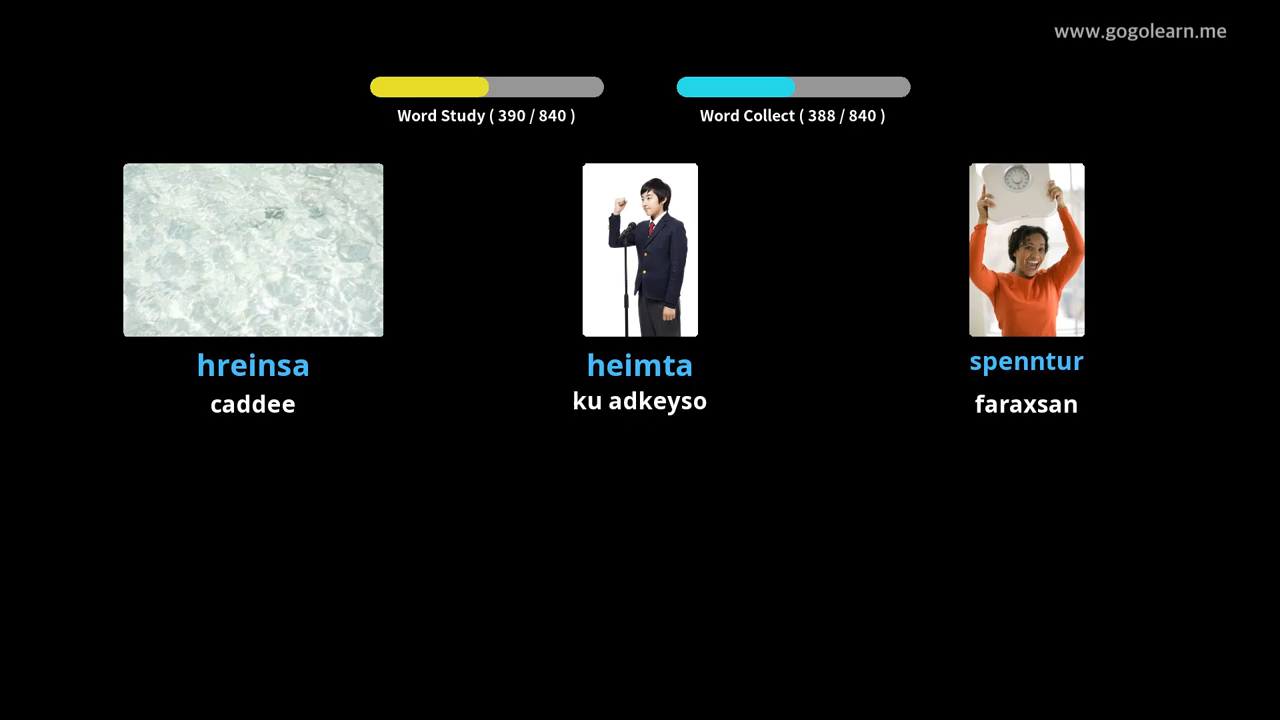 www.gogolearn.me
Word Study ( 390 / 840 )
Word Collect ( 388 / 840 )
hreinsa
caddee
heimta
ku adkeyso
spenntur
faraxsan